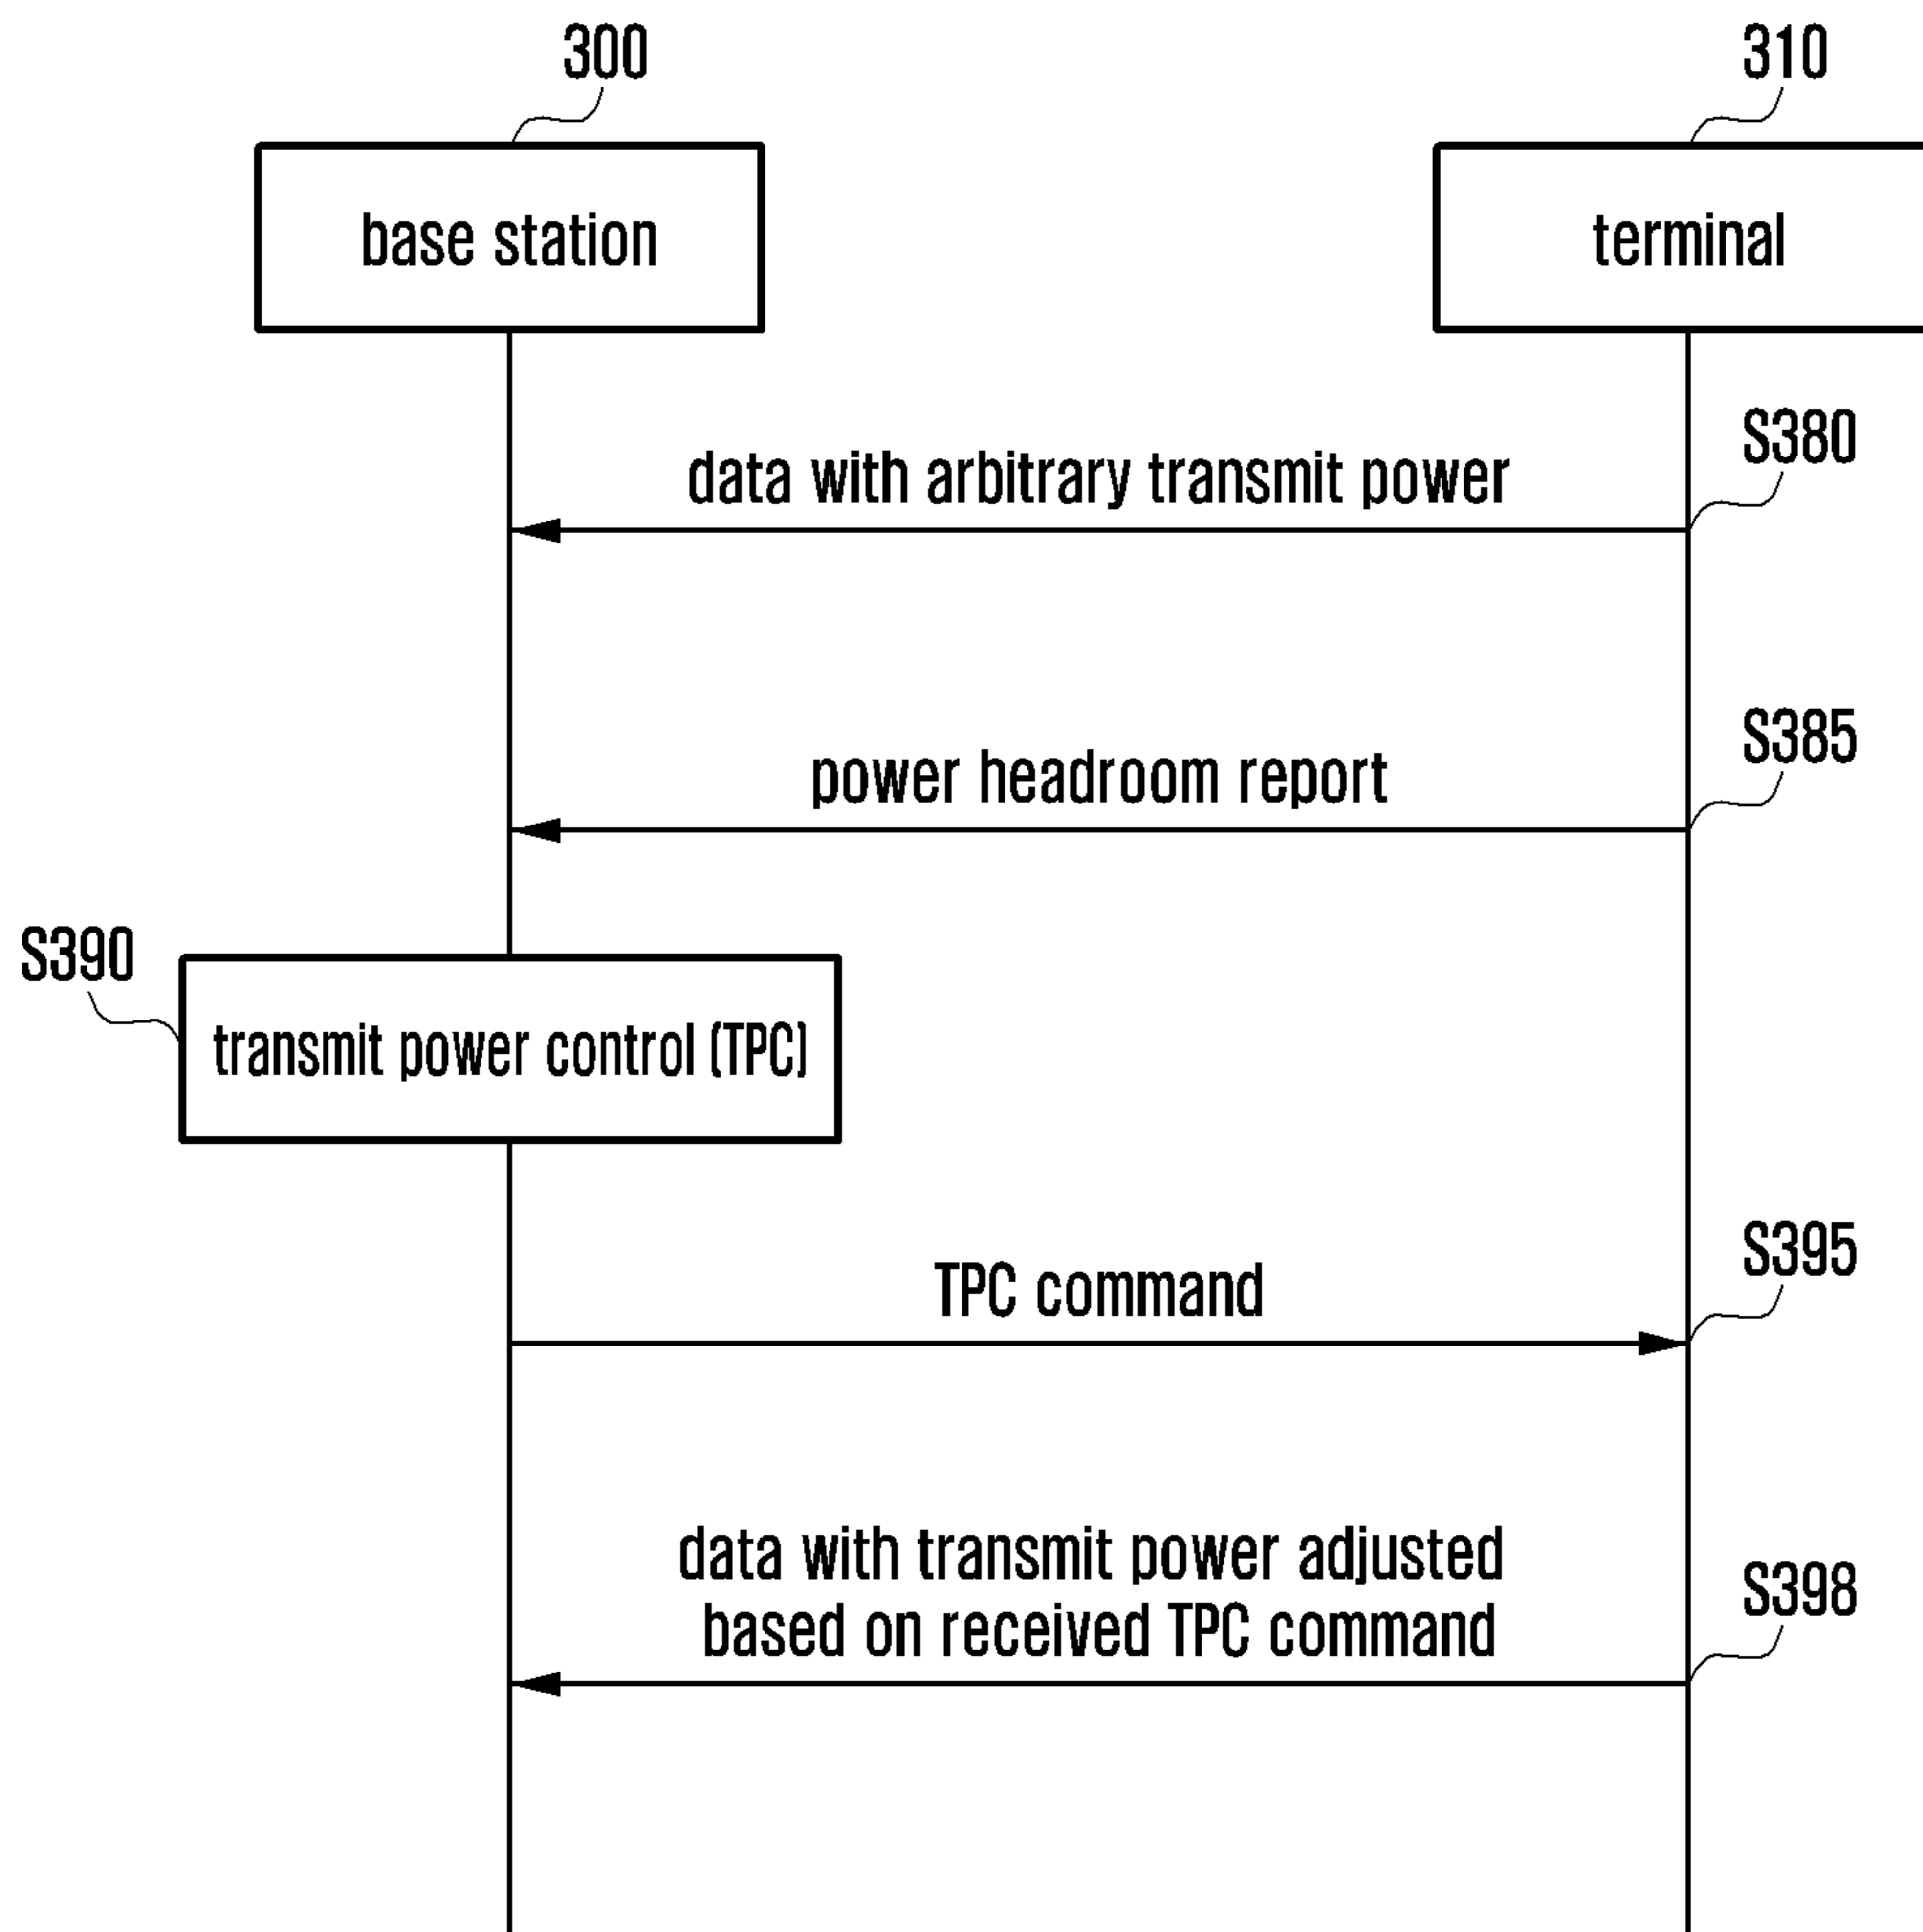 300
310
base station
terminal
S380
data with arbitrary transmit power
S385
power headroom report
S390
transmit power control (TPC)
S395
TPC command
data with transmit power adjusted
S398
based on received TPC command